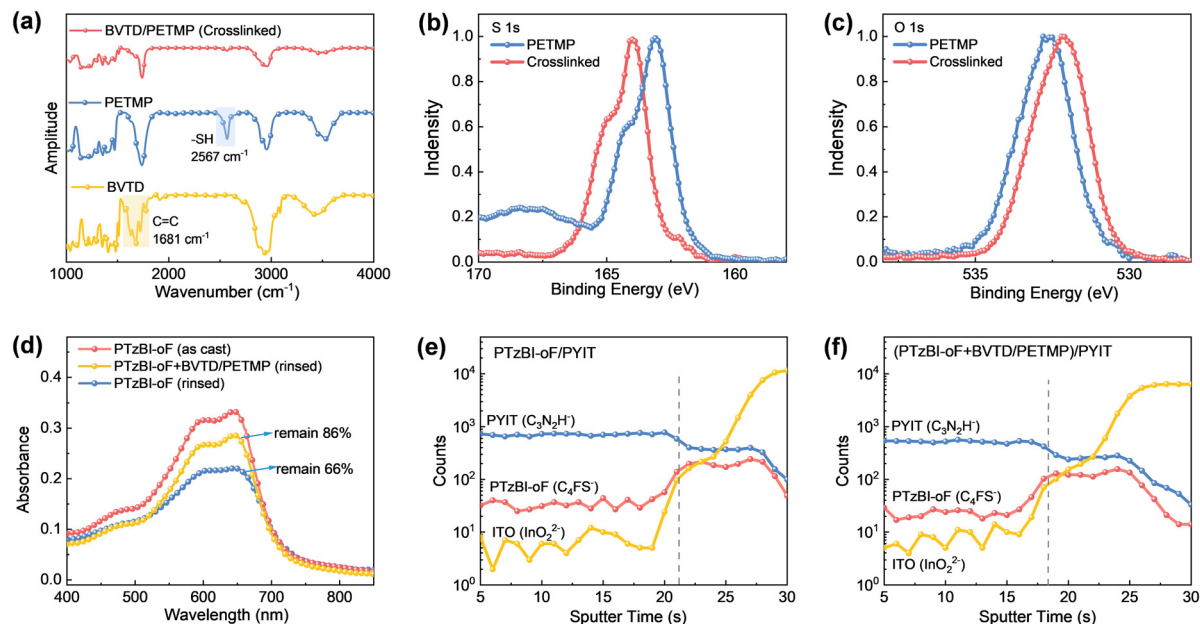 (a)
BVTD/PETMP (Crosslinked)
PETMP
-SH
2567 cm⁻¹
BVTD
C=C
1681 cm⁻¹
Amplitude
1000 2000 3000 4000
Wavenumber (cm⁻¹)
(b)
S 1s
PETMP
Crosslinked
Indensity
1.0
0.8
0.6
0.4
0.2
0.0
170 165 160
Binding Energy (eV)
(c)
O 1s
PETMP
Crosslinked
Indensity
1.0
0.8
0.6
0.4
0.2
0.0
535 530
Binding Energy (eV)
(d)
PTzBI-oF (as cast)
PTzBI-oF+BVTD/PETMP (rinsed)
PTzBI-oF (rinsed)
remain 86%
remain 66%
Absorbance
0.4
0.3
0.2
0.1
0.0
400 500 600 700 800
Wavelength (nm)
(e)
PTzBI-oF/PYIT
PYIT (C₃N₂H⁻)
PTzBI-oF (C₄FS⁻)
ITO (InO₂²⁻)
Counts
10⁴
10³
10²
10¹
10⁰
5 10 15 20 25 30
Sputter Time (s)
(f)
(PTzBI-oF+BVTD/PETMP)/PYIT
PYIT (C₃N₂H⁻)
PTzBI-oF (C₄FS⁻)
ITO (InO₂²⁻)
Counts
10⁴
10³
10²
10¹
10⁰
5 10 15 20 25 30
Sputter Time (s)